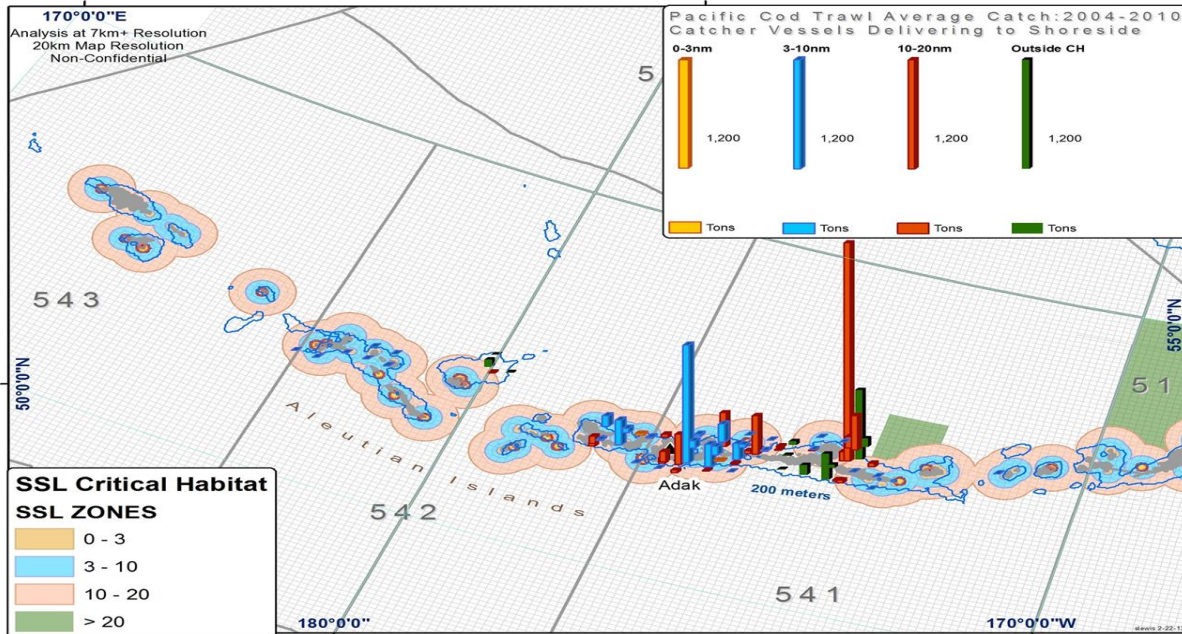 170°0'0"E
Analysis at 7km+ Resolution
20km Map Resolution
Non-Confidential
Pacific Cod Trawl Average Catch:2004-2010
Catcher Vessels Delivering to Shoreside
0-3nm 3-10nm 10-20nm Outside CH
1,200 1,200 1,200 1,200
Tons Tons Tons Tons
5
543
50°0'0"N
55°0'0"N
51
Aleutian
Islands
Adak
200 meters
542
541
SSL Critical Habitat
SSL ZONES
0 - 3
3 - 10
10 - 20
> 20
180°0'0"
170°0'0"W